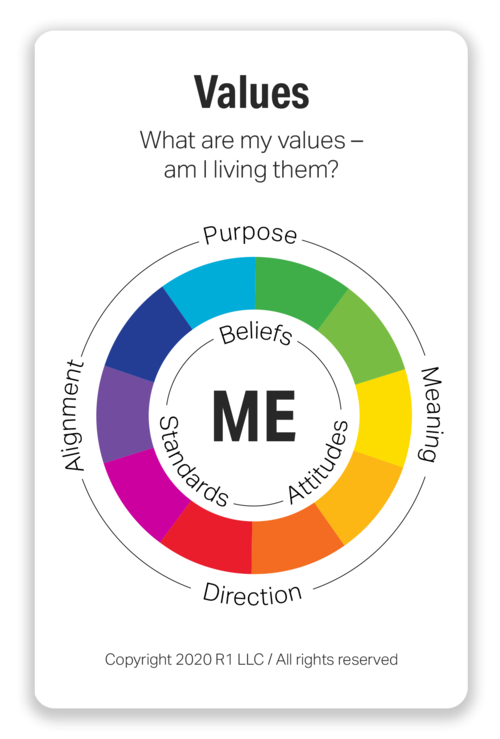 Values
What are my values –
am I living them?
Purpose
Beliefs
Alignment
ME
Meaning
Standards
Attitudes
Direction
Copyright 2020 R1 LLC / All rights reserved